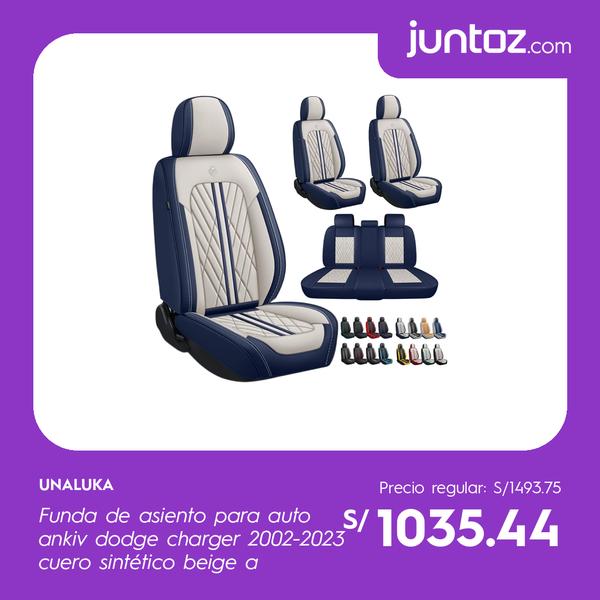 juntoz.com
UNALUKA
Precio regular: S/1493.75
Funda de asiento para auto
ankiv dodge charger 2002-2023
cuero sintético beige a
S/ 1035.44